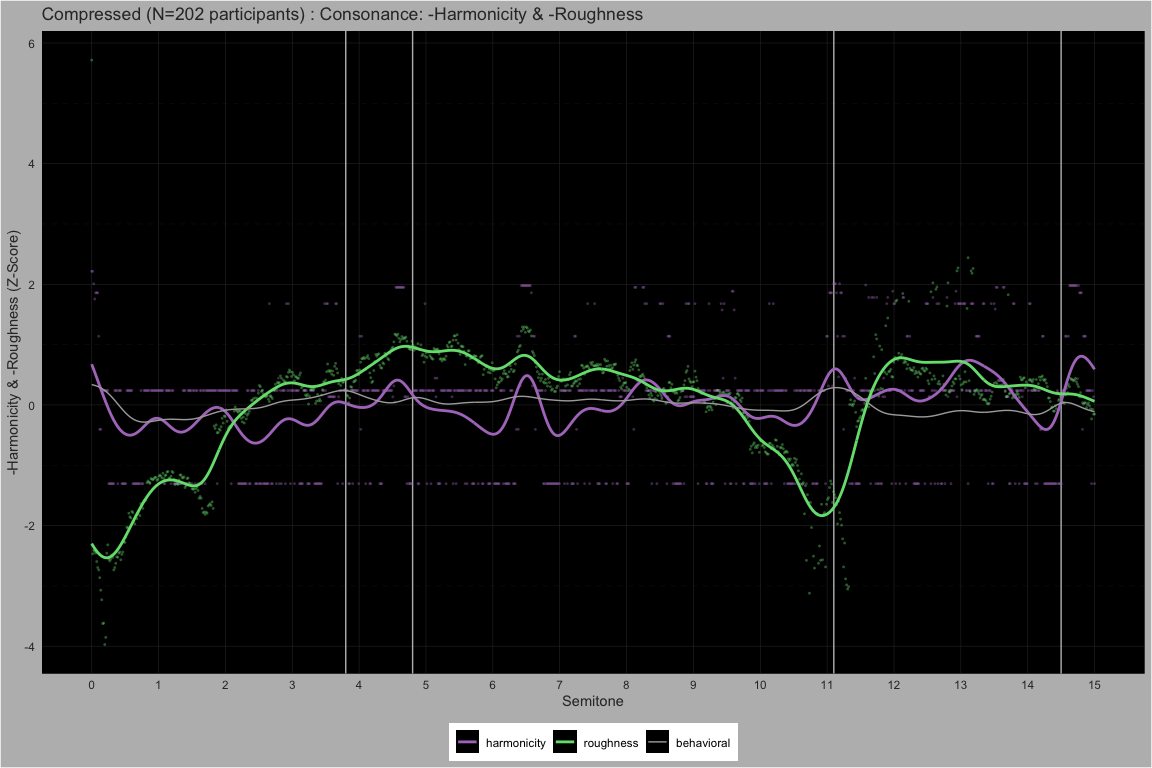 Compressed (N=202 participants) : Consonance: -Harmonicity & -Roughness
-Harmonicity & -Roughness (Z-Score)
6
4
2
0
-2
-4
0 1 2 3 4 5 6 7 8 9 10 11 12 13 14 15
Semitone
harmonicity roughness behavioral